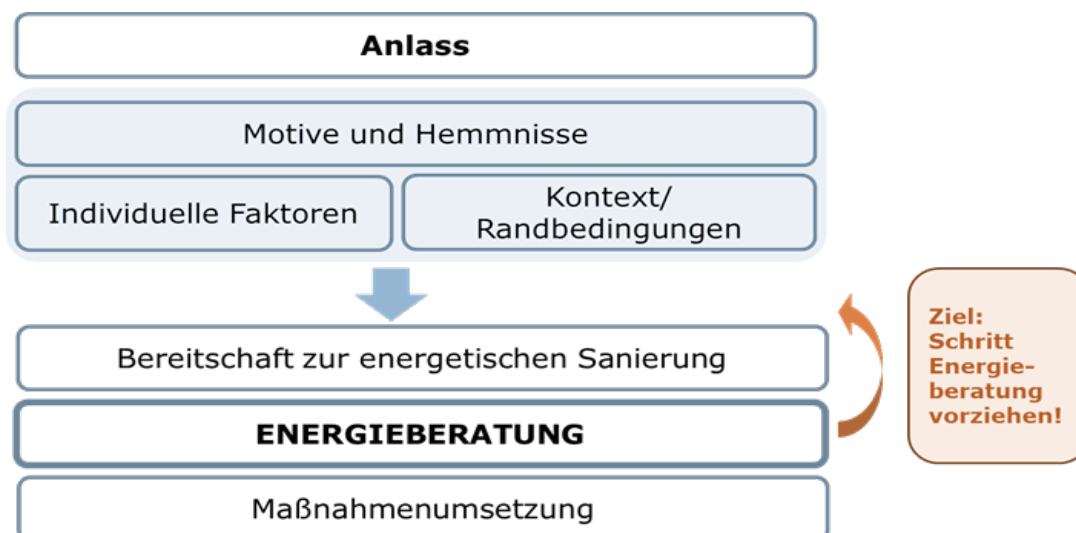 Anlass
Motive und Hemmnisse
Individuelle Faktoren
Kontext/
Randbedingungen
Bereitschaft zur energetischen Sanierung
ENERGIEBERATUNG
Maßnahmenumsetzung
Ziel:
Schritt
Energie-
beratung
vorziehen!